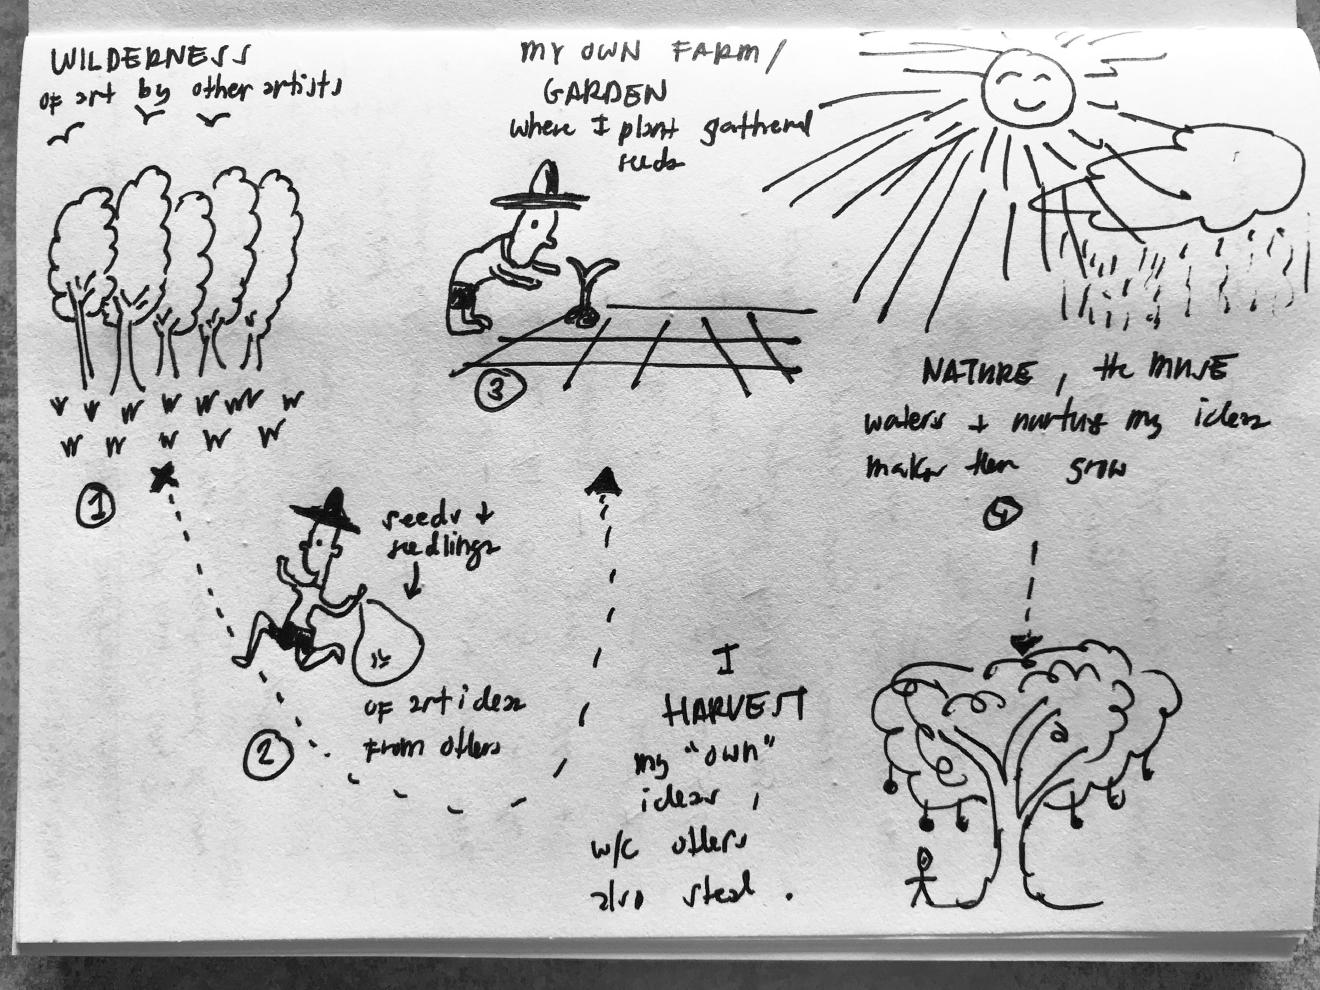 WILDERNESS
of art by other artists
1
seeds +
seedlings
of art ideas
from others
2
MY OWN FARM/
GARDEN
where I plant gathered
seeds
3
NATURE, the MUSE
waters + nurtures my ideas
makes them grow
4
I
HARVEST
my "own"
ideas,
w/c others
also steal.